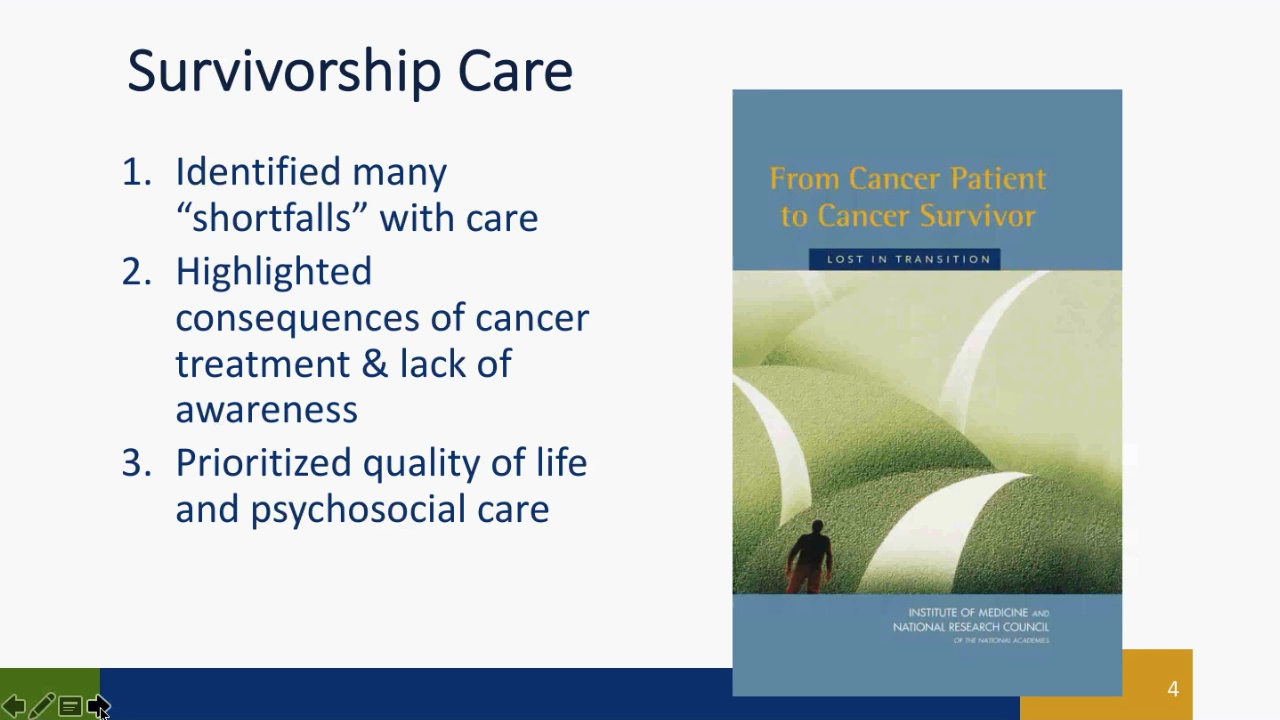 Survivorship Care
1. Identified many
“shortfalls” with care
2. Highlighted
consequences of cancer
treatment & lack of
awareness
3. Prioritized quality of life
and psychosocial care
From Cancer Patient
to Cancer Survivor
LOST IN TRANSITION
INSTITUTE OF MEDICINE AND
NATIONAL RESEARCH COUNCIL
OF THE NATIONAL ACADEMIES
4